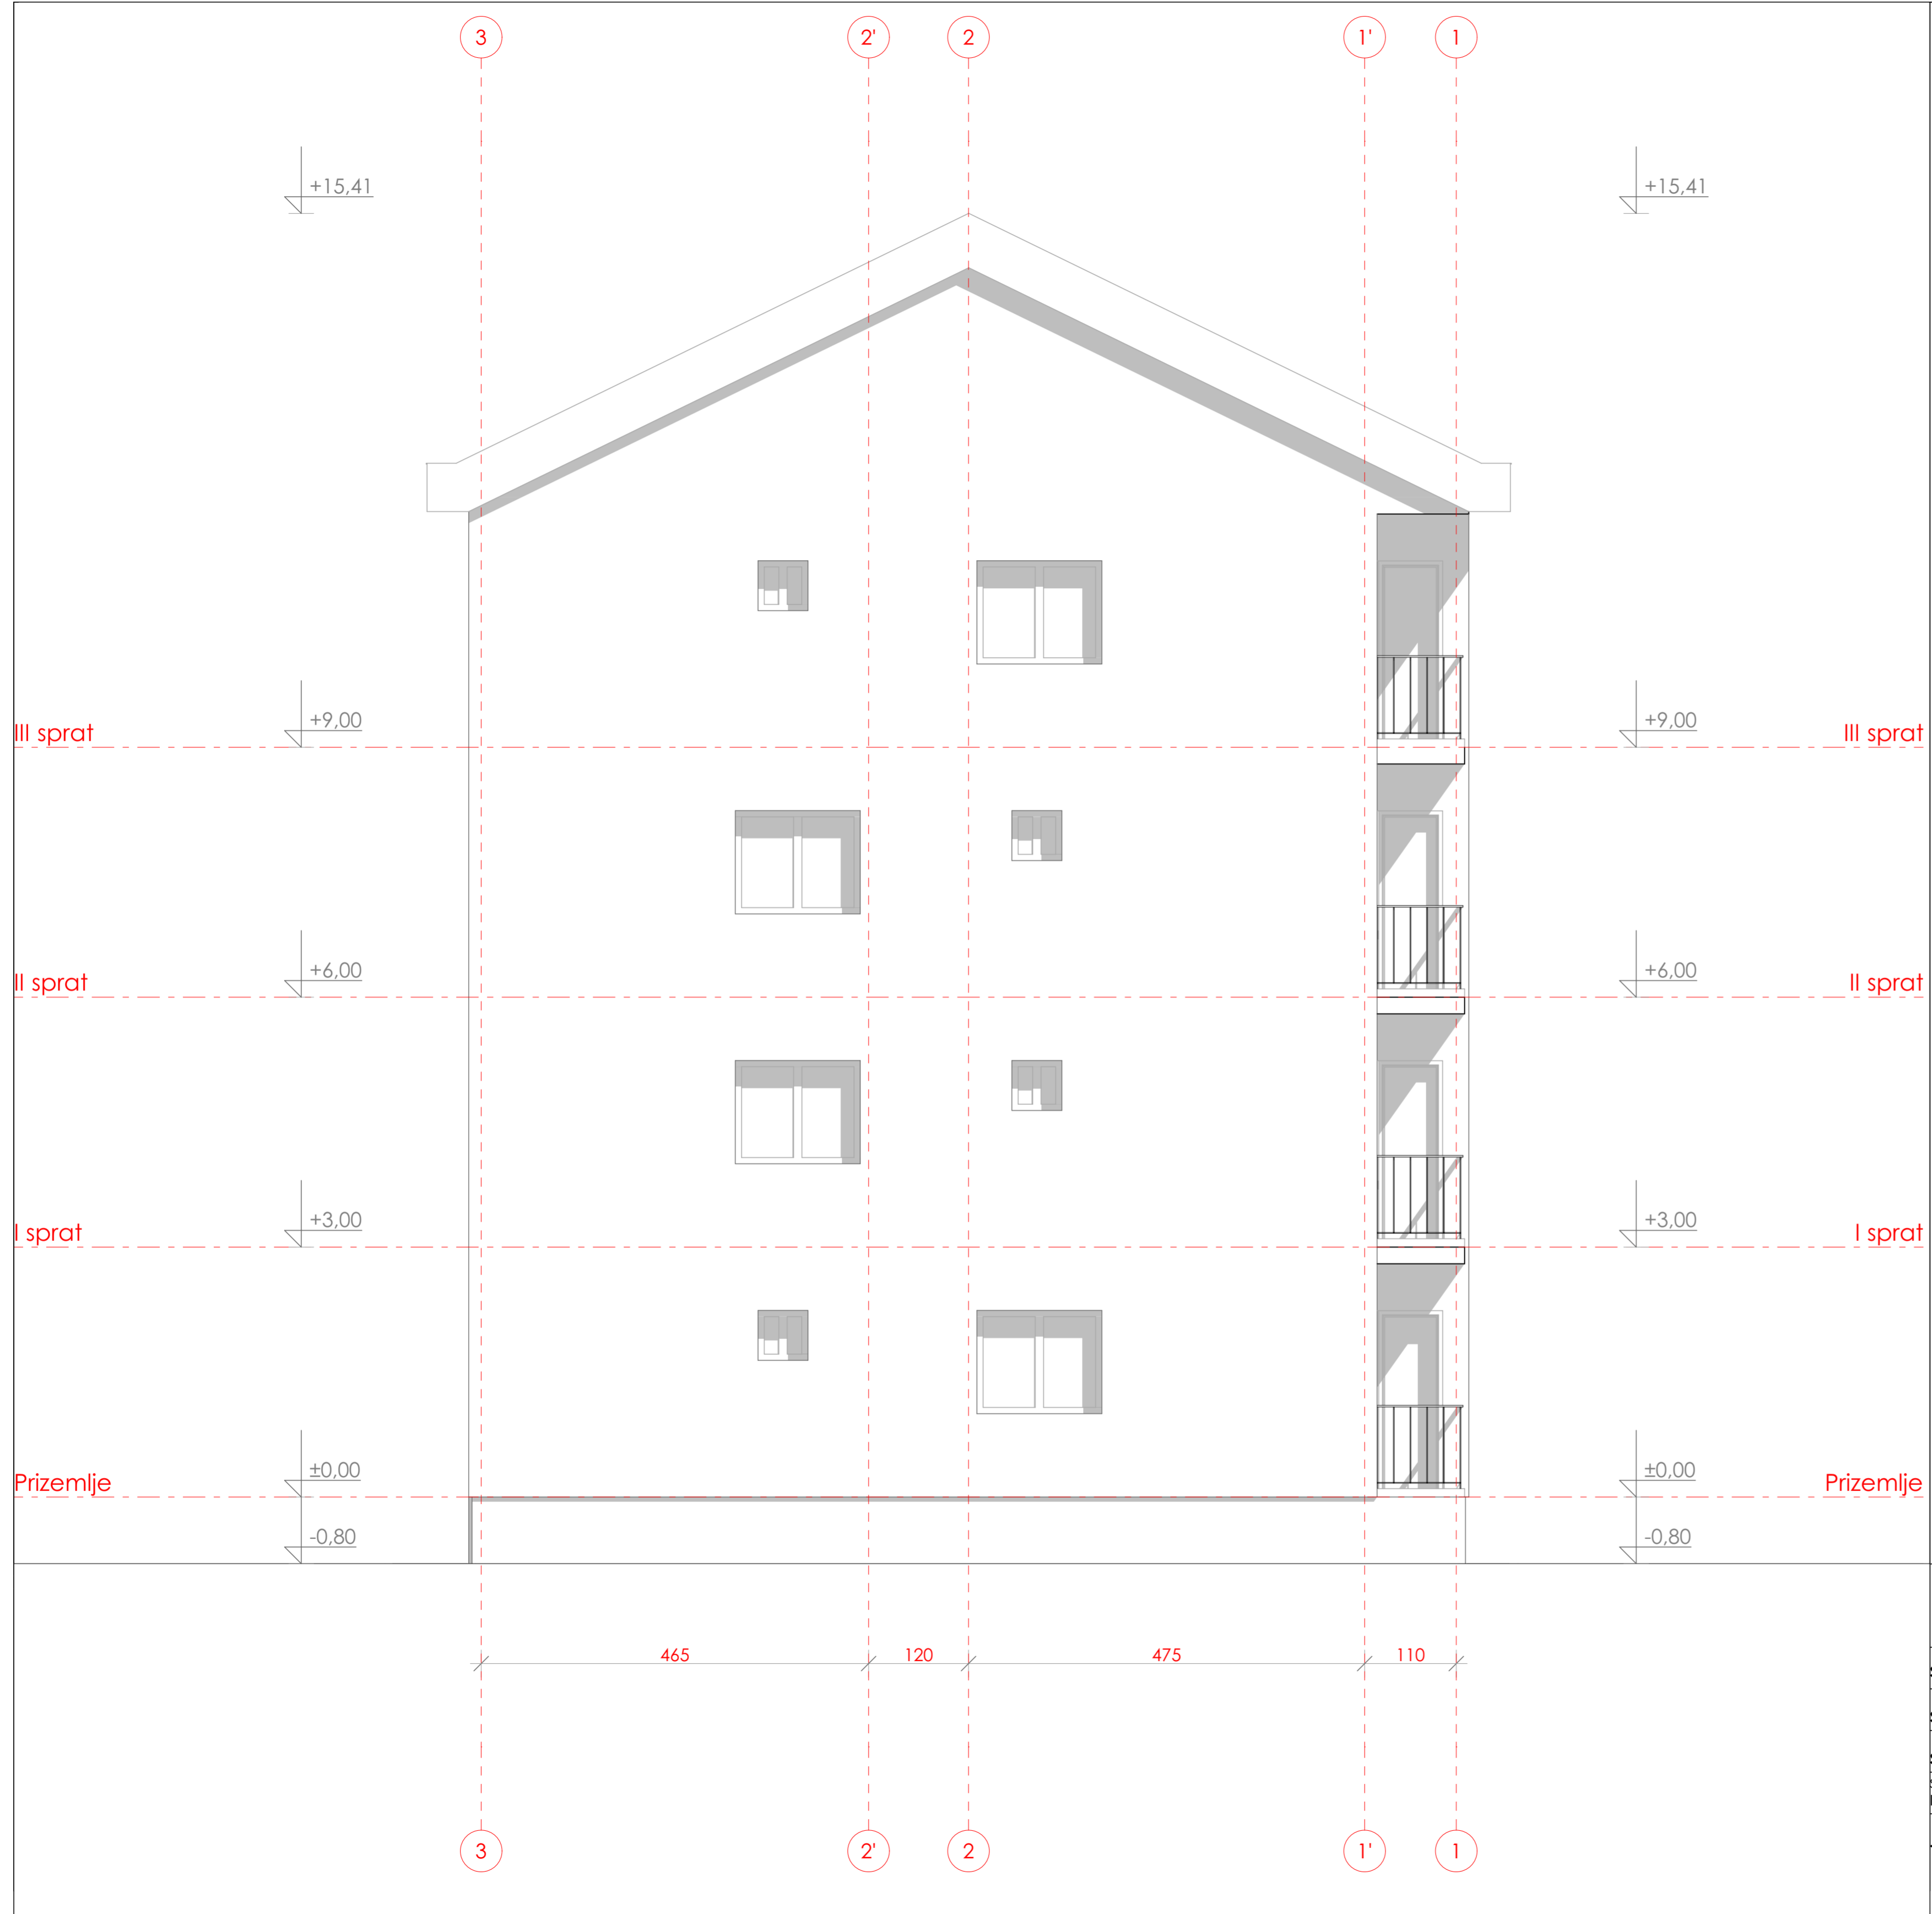 3 2' 2 1' 1
+15,41 +15,41
+9,00 +9,00
III sprat III sprat
+6,00 +6,00
II sprat II sprat
+3,00 +3,00
I sprat I sprat
±0,00 ±0,00
Prizemlje Prizemlje
-0,80 -0,80
465 120 475 110
3 2' 2 1' 1